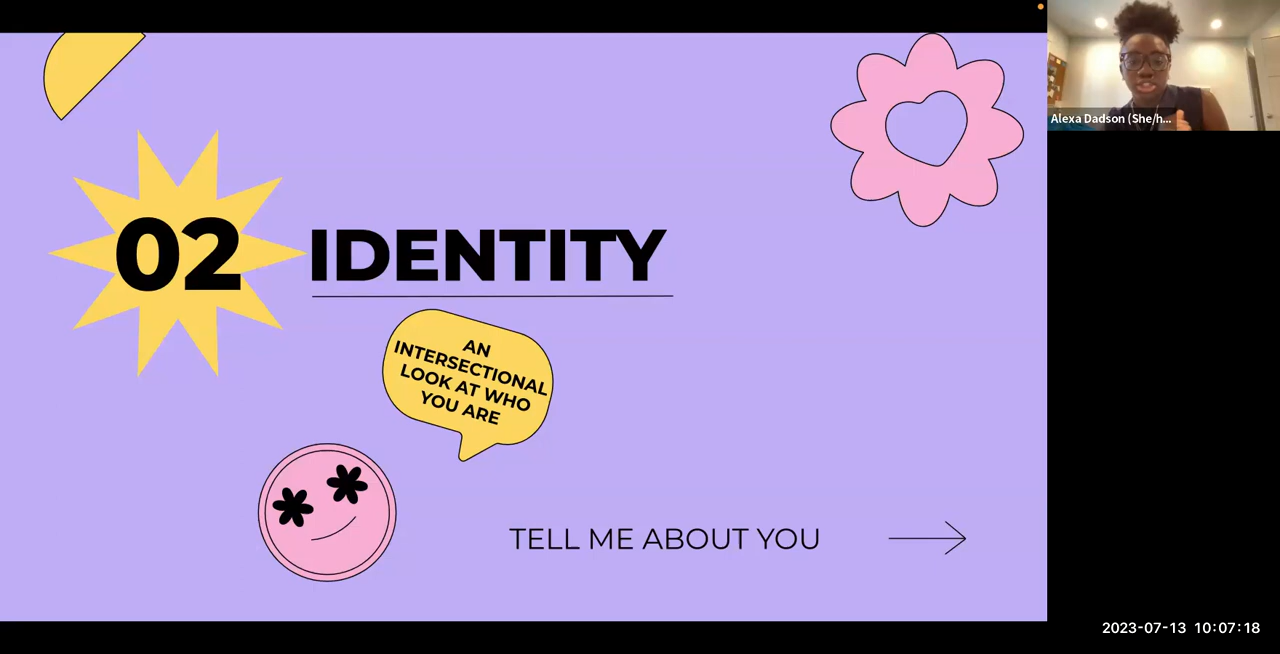 02
IDENTITY
AN
INTERSECTIONAL
LOOK AT WHO
YOU ARE
TELL ME ABOUT YOU
Alexa Dadson (She/h...
2023-07-13 10:07:18